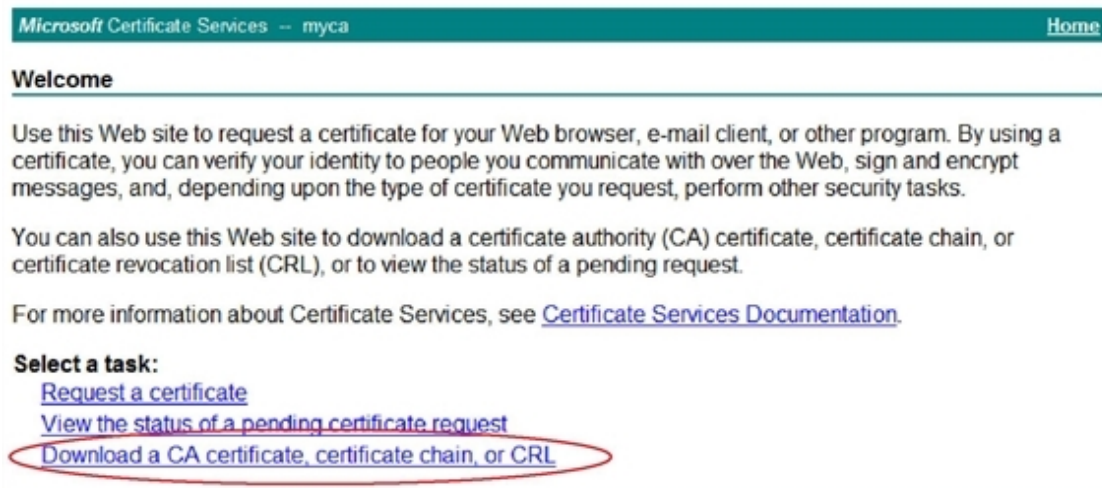 Microsoft Certificate Services -- myca Home
Welcome
Use this Web site to request a certificate for your Web browser, e-mail client, or other program. By using a
certificate, you can verify your identity to people you communicate with over the Web, sign and encrypt
messages, and, depending upon the type of certificate you request, perform other security tasks.
You can also use this Web site to download a certificate authority (CA) certificate, certificate chain, or
certificate revocation list (CRL), or to view the status of a pending request.
For more information about Certificate Services, see Certificate Services Documentation.
Select a task:
Request a certificate
View the status of a pending certificate request
Download a CA certificate, certificate chain, or CRL